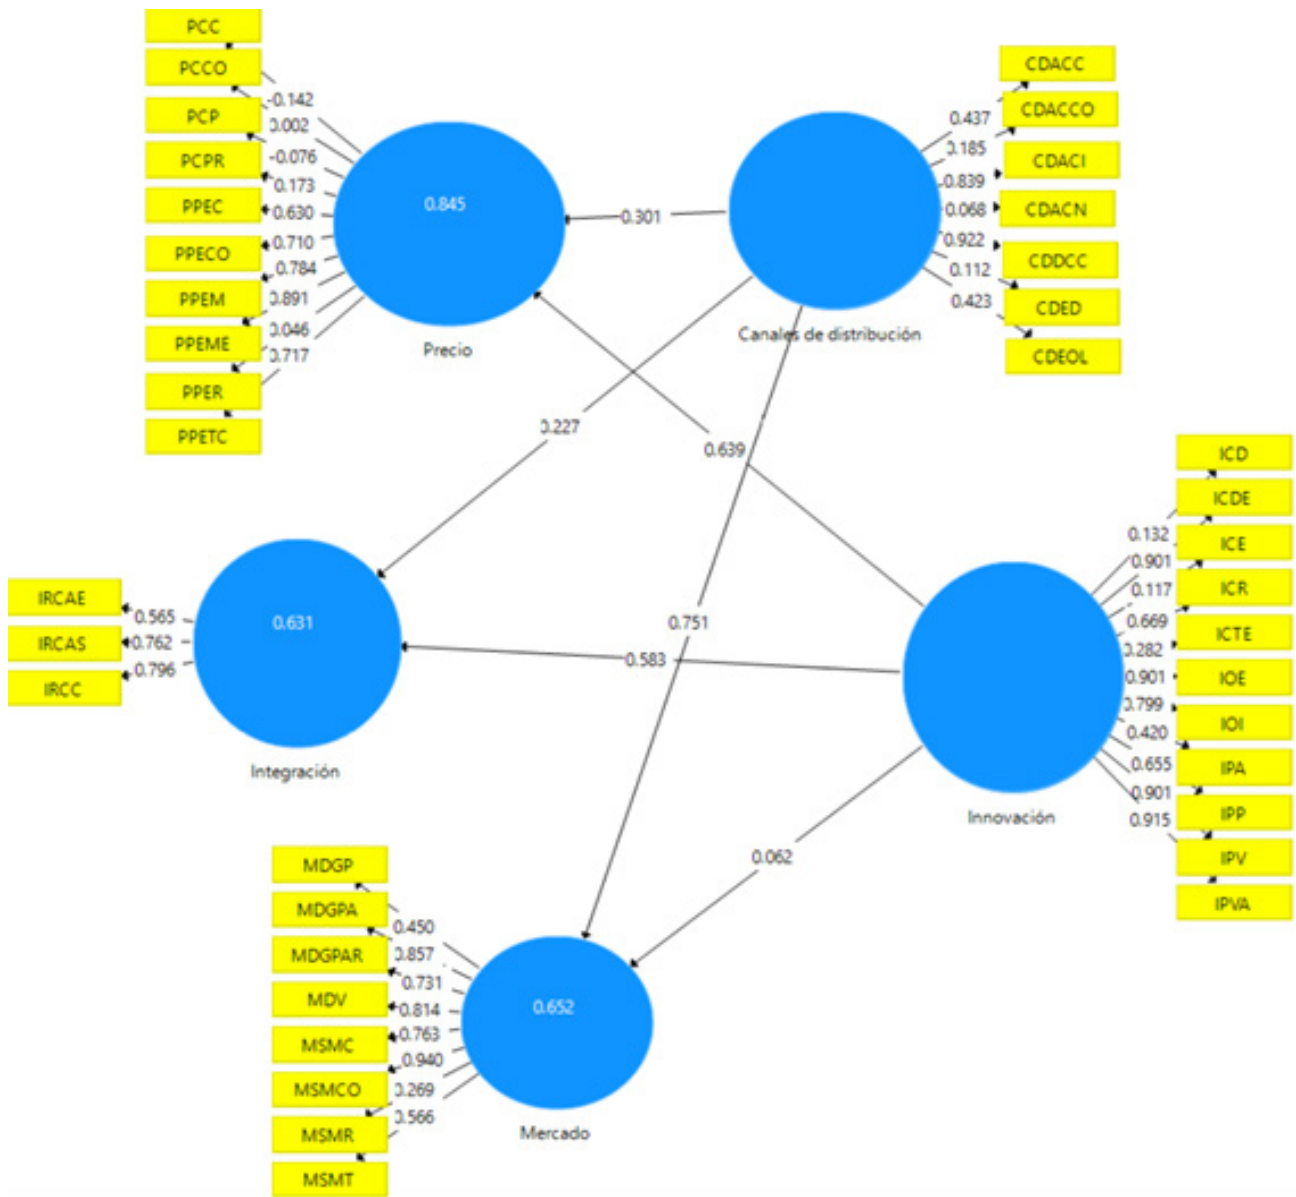 PCC
PCCO
PCP
PCPR
PPEC
PPECO
PPEM
PPEME
PPER
PPETC
-0.142
0.002
-0.076
0.173
0.630
0.710
0.784
0.891
0.046
0.717
0.845
Precio
0.301
Canales de distribución
0.437
0.185
0.839
0.068
0.922
0.112
0.423
CDACC
CDACCO
CDACI
CDACN
CDDCC
CDED
CDEOL
0.227
0.639
0.751
0.583
0.062
IRCAE
IRCAS
IRCC
0.565
0.762
0.796
0.631
Integración
Innovación
0.132
0.901
0.117
0.669
0.282
0.901
0.799
0.420
0.655
0.901
0.915
ICD
ICDE
ICE
ICR
ICTE
IOE
IOI
IPA
IPP
IPV
IPVA
MDGP
MDGPA
MDGPAR
MDV
MSMC
MSMCO
MSMR
MSMT
0.450
0.857
0.731
0.814
0.763
0.940
0.269
0.566
0.652
Mercado